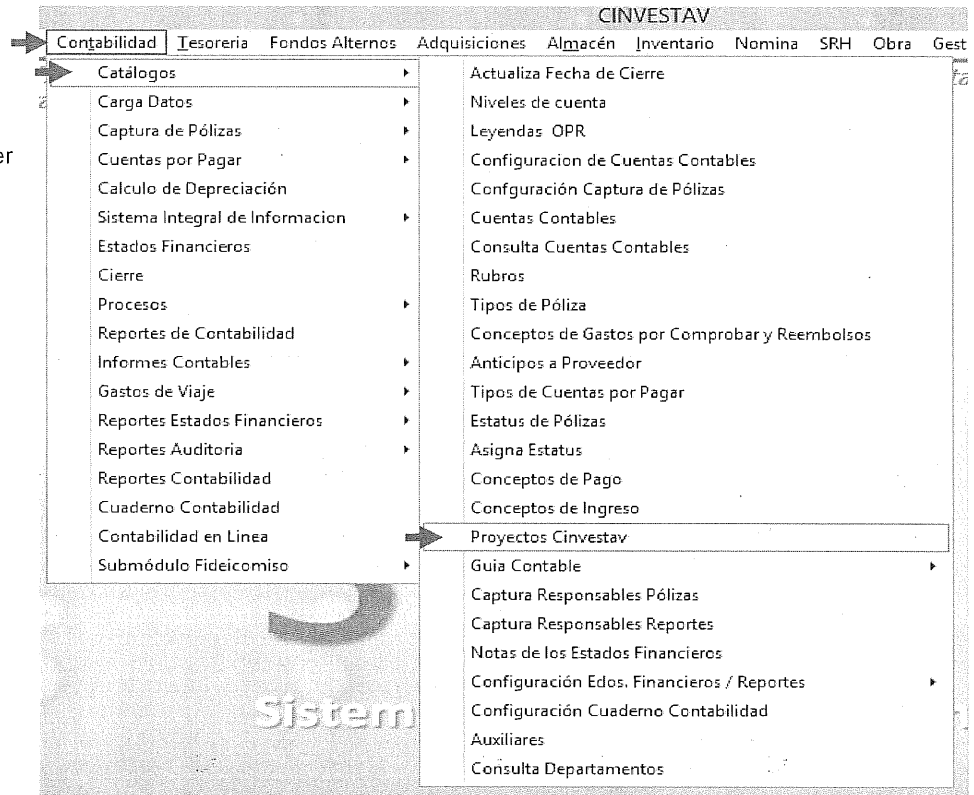 CINVESTAV
Contabilidad Tesoreria Fondos Alternos Adquisiciones Almacén Inventario Nomina SRH Obra Gest
Catálogos
Carga Datos
Captura de Pólizas
er
Cuentas por Pagar
Calculo de Depreciación
Sistema Integral de Informacion
Estados Financieros
Cierre
Procesos
Reportes de Contabilidad
Informes Contables
Gastos de Viaje
Reportes Estados Financieros
Reportes Auditoria
Reportes Contabilidad
Cuaderno Contabilidad
Contabilidad en Linea
Submódulo Fideicomiso
Actualiza Fecha de Cierre
Niveles de cuenta
Leyendas OPR
Configuracion de Cuentas Contables
Confguración Captura de Pólizas
Cuentas Contables
Consulta Cuentas Contables
Rubros
Tipos de Póliza
Conceptos de Gastos por Comprobar y Reembolsos
Anticipos a Proveedor
Tipos de Cuentas por Pagar
Estatus de Pólizas
Asigna Estatus
Conceptos de Pago
Conceptos de Ingreso
Proyectos Cinvestav
Guia Contable
Captura Responsables Pólizas
Captura Responsables Reportes
Notas de los Estados Financieros
Configuración Edos. Financieros / Reportes
Configuración Cuaderno Contabilidad
Auxiliares
Consulta Departamentos
Sistem